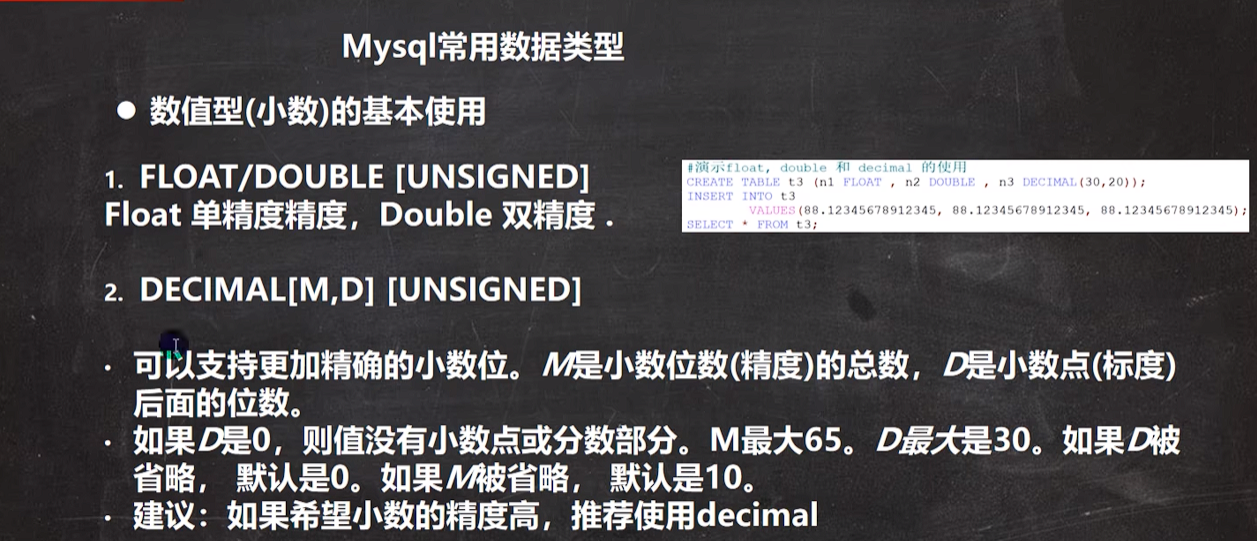 Mysql常用数据类型
● 数值型(小数)的基本使用
1. FLOAT/DOUBLE [UNSIGNED]
Float 单精度精度，Double 双精度 .
#演示float, double 和 decimal 的使用
CREATE TABLE t3 (n1 FLOAT , n2 DOUBLE , n3 DECIMAL(30,20));
INSERT INTO t3
VALUES(88.12345678912345, 88.12345678912345, 88.12345678912345);
SELECT * FROM t3;
2. DECIMAL[M,D] [UNSIGNED]
· 可以支持更加精确的小数位。M是小数位数(精度)的总数，D是小数点(标度)
后面的位数。
· 如果D是0，则值没有小数点或分数部分。M最大65。D最大是30。如果D被
省略， 默认是0。如果M被省略， 默认是10。
· 建议：如果希望小数的精度高，推荐使用decimal